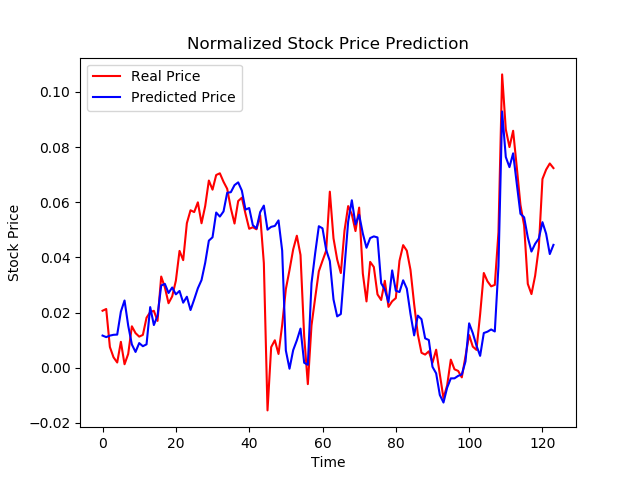 Normalized Stock Price Prediction
Real Price
Predicted Price
Stock Price
0.10
0.08
0.06
0.04
0.02
0.00
−0.02
0 20 40 60 80 100 120
Time